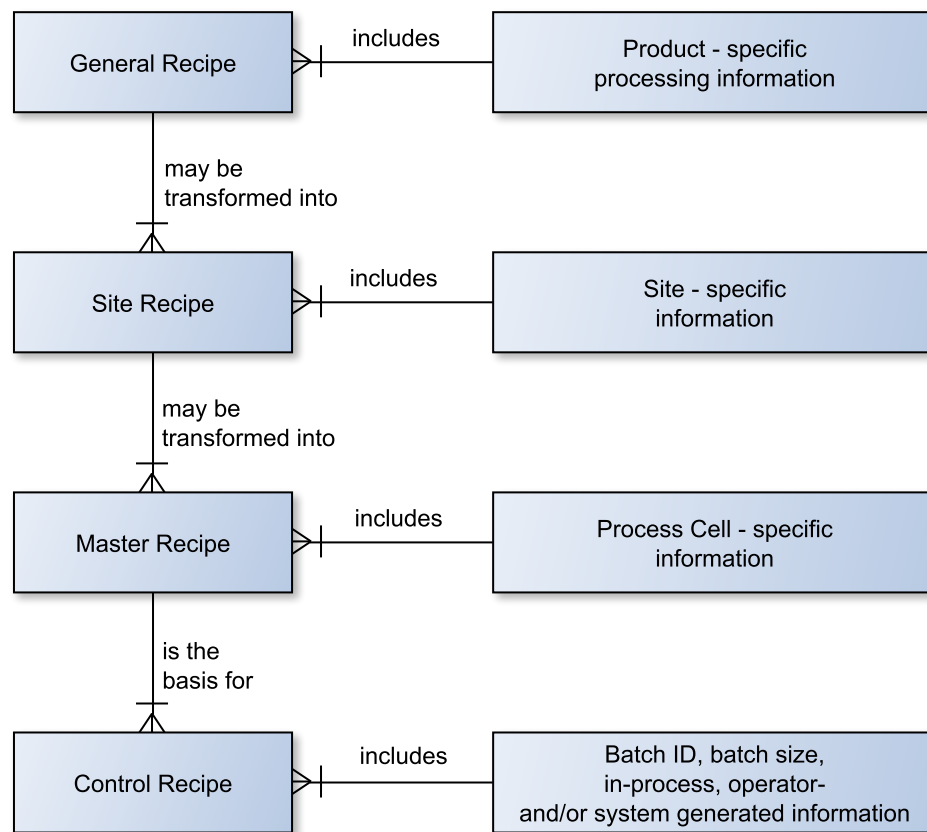 General Recipe
includes
Product - specific
processing information
may be
transformed into
Site Recipe
includes
Site - specific
information
may be
transformed into
Master Recipe
includes
Process Cell - specific
information
is the
basis for
Control Recipe
includes
Batch ID, batch size,
in-process, operator-
and/or system generated information